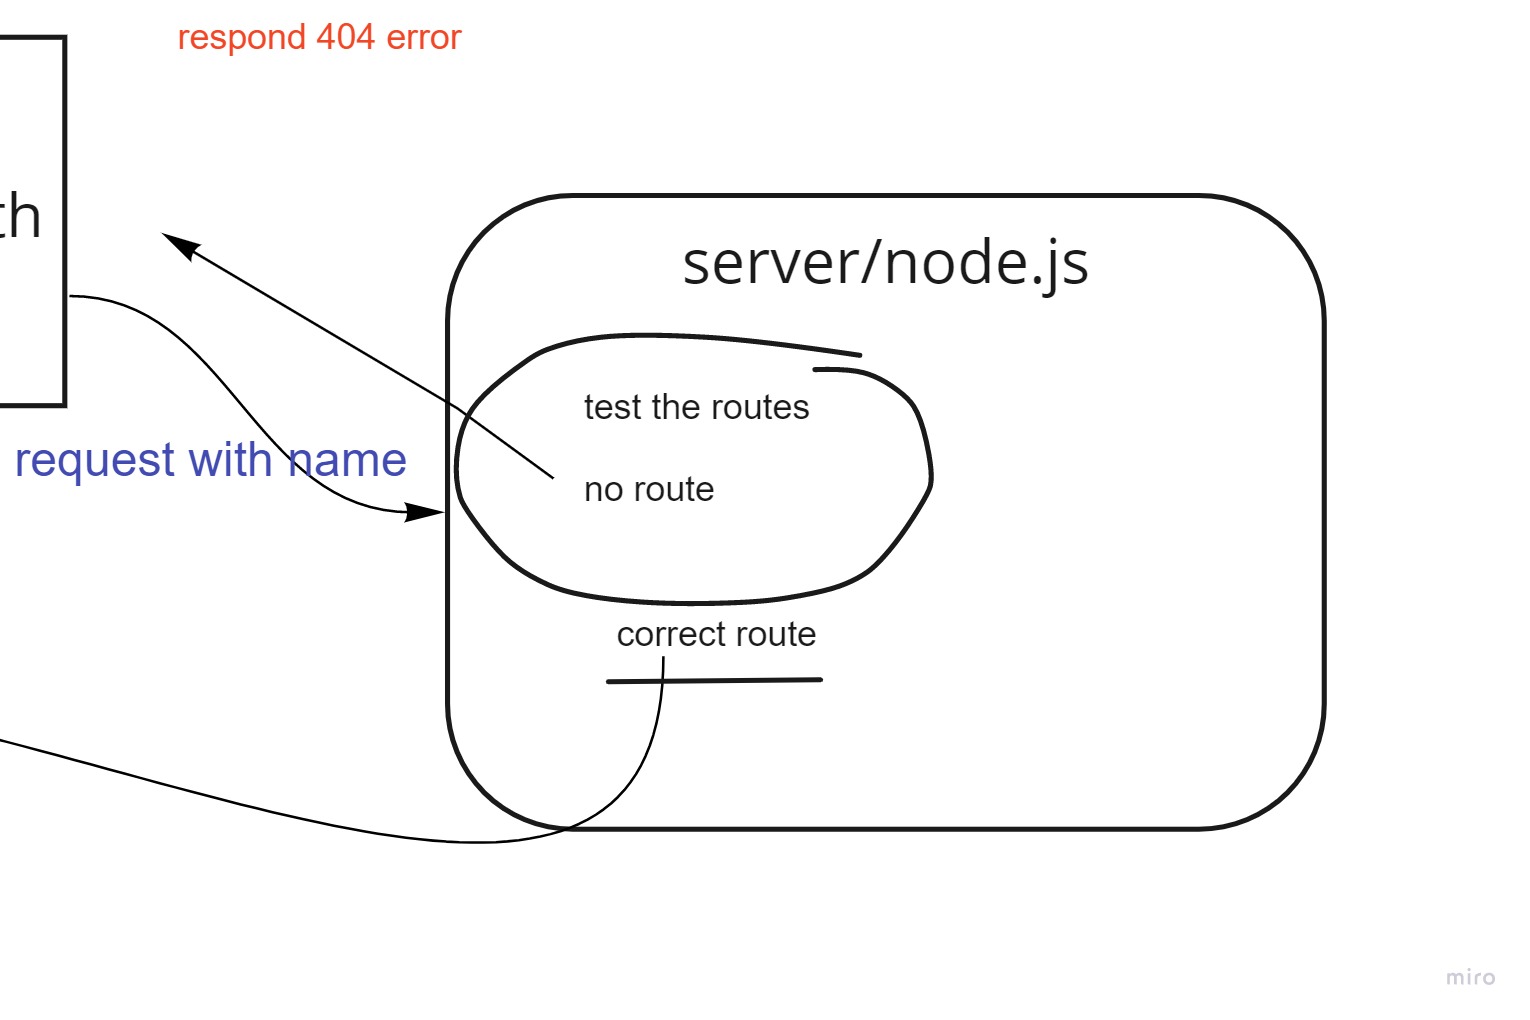 respond 404 error
th
server/node.js
test the routes
request with name
no route
correct route
miro